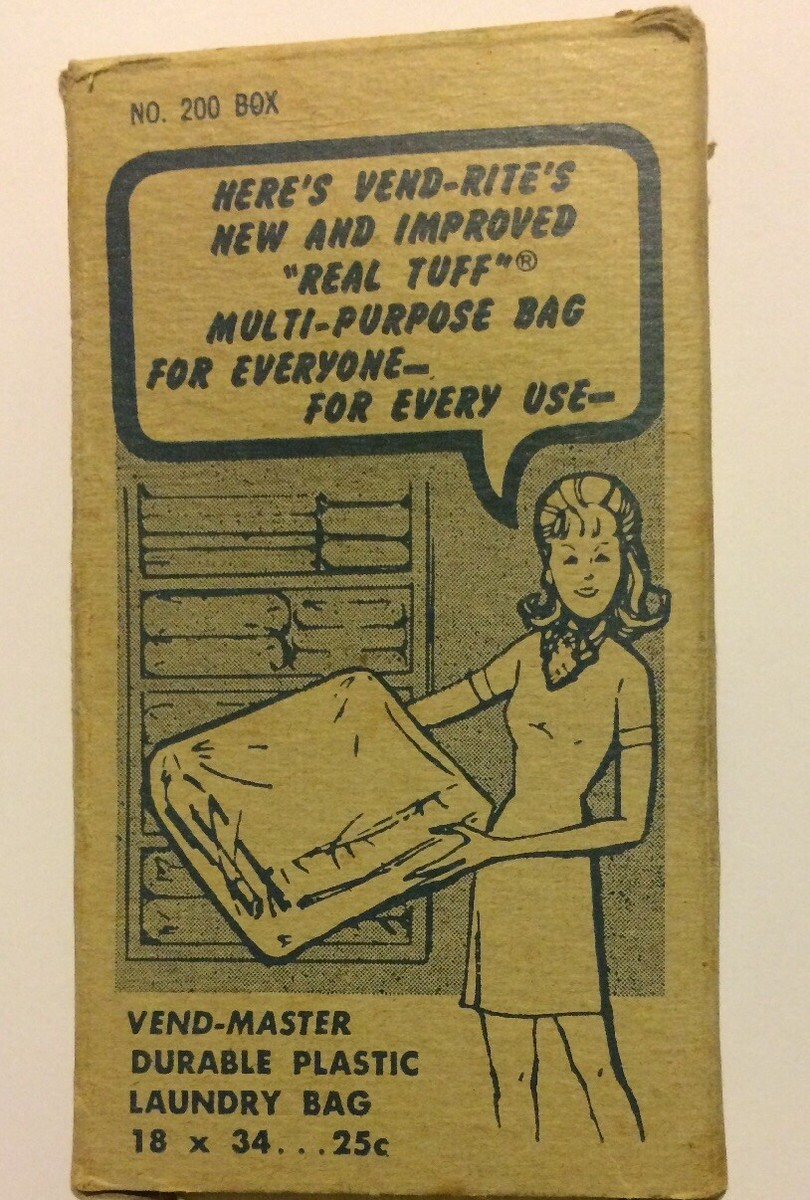 NO. 200 BOX
HERE'S VEND-RITE'S
NEW AND IMPROVED
"REAL TUFF"®
MULTI-PURPOSE BAG
FOR EVERYONE—
FOR EVERY USE—
VEND-MASTER
DURABLE PLASTIC
LAUNDRY BAG
18 x 34...25c